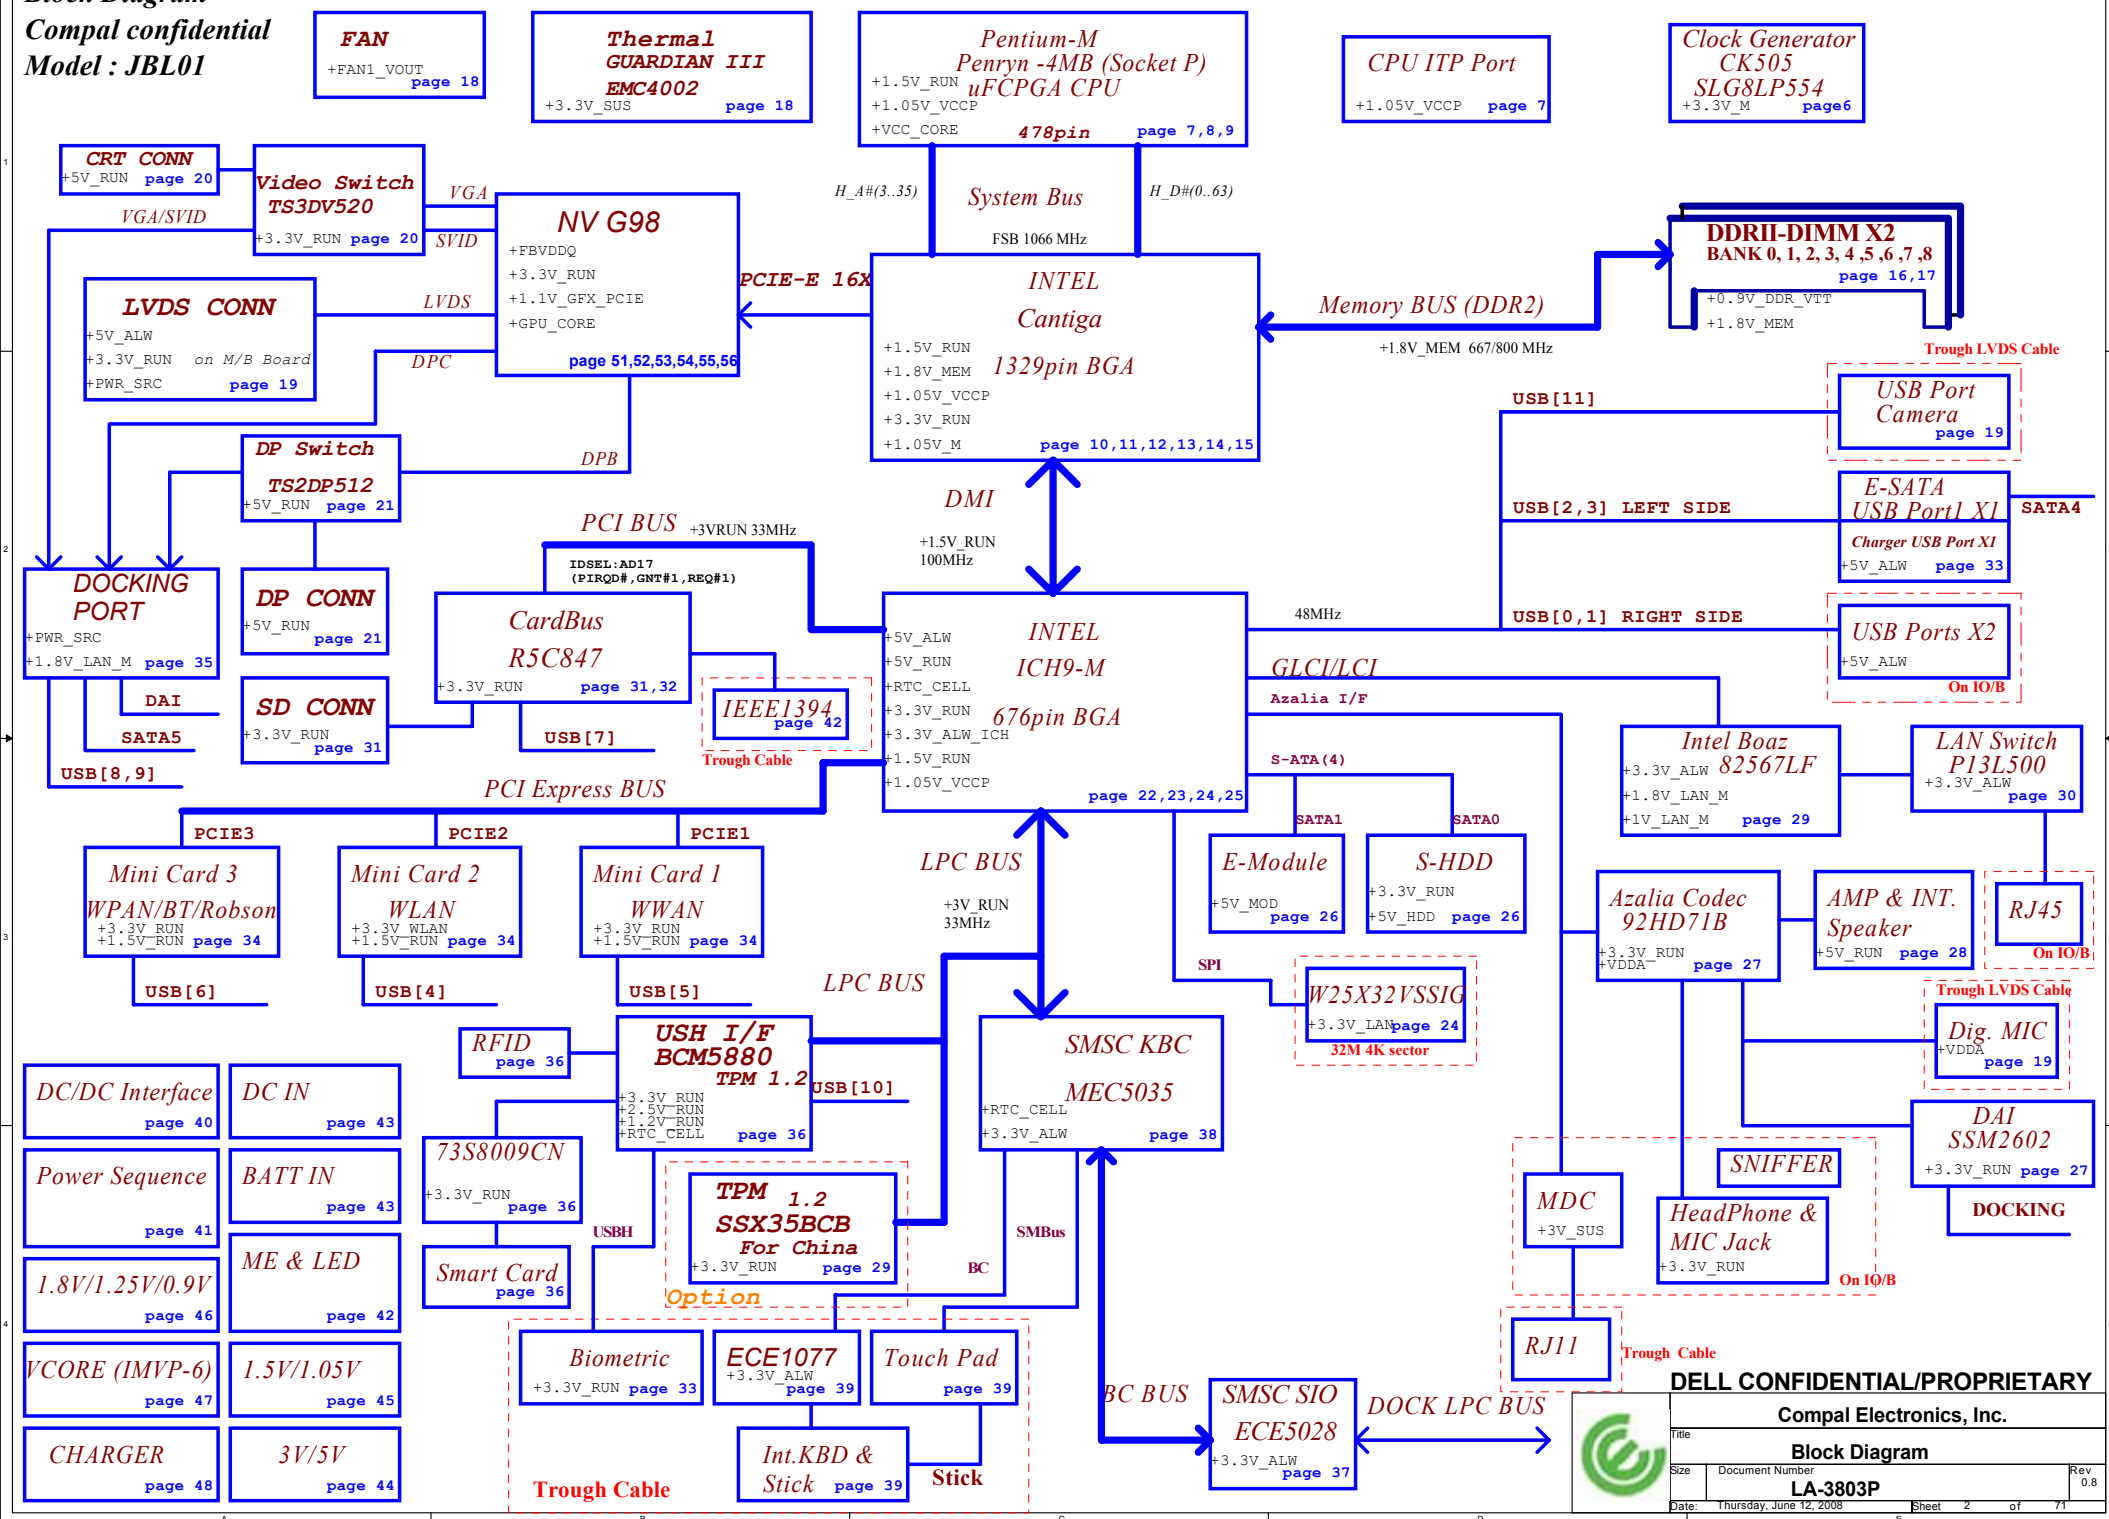 Block Diagram
Compal confidential
Model : JBL01
FAN
+FAN1_VOUT
page 18
Thermal
GUARDIAN III
EMC4002
+3.3V_SUS
page 18
Pentium-M
Penryn -4MB (Socket P)
+1.5V_RUN
uFCPGA CPU
+1.05V_VCCP
+VCC_CORE
478pin
page 7,8,9
CPU ITP Port
+1.05V_VCCP
page 7
Clock Generator
CK505
SLG8LP554
+3.3V_M
page6
CRT CONN
+5V_RUN
page 20
Video Switch
TS3DV520
+3.3V_RUN
page 20
VGA
SVID
VGA/SVID
NV G98
+FBVDDQ
+3.3V_RUN
+1.1V_GFX_PCIE
+GPU_CORE
page 51,52,53,54,55,56
H_A#(3..35)
System Bus
H_D#(0..63)
FSB 1066 MHz
PCIE-E 16X
INTEL
Cantiga
1329pin BGA
+1.5V_RUN
+1.8V_MEM
+1.05V_VCCP
+3.3V_RUN
+1.05V_M
page 10,11,12,13,14,15
Memory BUS (DDR2)
+1.8V_MEM 667/800 MHz
DDRII-DIMM X2
BANK 0, 1, 2, 3, 4 ,5 ,6 ,7 ,8
page 16,17
+0.9V_DDR_VTT
+1.8V_MEM
LVDS CONN
+5V_ALW
+3.3V_RUN
on M/B Board
+PWR_SRC
page 19
LVDS
DPC
DPB
DP Switch
TS2DP512
+5V_RUN
page 21
DP CONN
+5V_RUN
page 21
DOCKING
PORT
+PWR_SRC
+1.8V_LAN_M
page 35
DAI
SATA5
USB[8,9]
SD CONN
+3.3V_RUN
page 31
PCI BUS
+3VRUN 33MHz
IDSEL:AD17
(PIRQD#,GNT#1,REQ#1)
CardBus
R5C847
+3.3V_RUN
page 31,32
USB[7]
IEEE1394
page 42
Trough Cable
DMI
+1.5V_RUN
100MHz
INTEL
ICH9-M
676pin BGA
+5V_ALW
+5V_RUN
+RTC_CELL
+3.3V_RUN
+3.3V_ALW_ICH
+1.5V_RUN
+1.05V_VCCP
page 22,23,24,25
48MHz
USB[11]
Trough LVDS Cable
USB Port
Camera
page 19
USB[2,3] LEFT SIDE
E-SATA
USB Port1 X1
Charger USB Port X1
+5V_ALW
page 33
SATA4
USB[0,1] RIGHT SIDE
USB Ports X2
+5V_ALW
On IO/B
GLCI/LCI
Azalia I/F
S-ATA(4)
SATA1
SATA0
Intel Boaz
82567LF
+3.3V_ALW
+1.8V_LAN_M
+1V_LAN_M
page 29
LAN Switch
P13L500
+3.3V_ALW
page 30
RJ45
On IO/B
PCI Express BUS
PCIE3
PCIE2
PCIE1
Mini Card 3
WPAN/BT/Robson
+3.3V_RUN
+1.5V_RUN
page 34
USB[6]
Mini Card 2
WLAN
+3.3V_WLAN
+1.5V_RUN
page 34
USB[4]
Mini Card 1
WWAN
+3.3V_RUN
+1.5V_RUN
page 34
USB[5]
LPC BUS
+3V_RUN
33MHz
LPC BUS
E-Module
+5V_MOD
page 26
S-HDD
+3.3V_RUN
+5V_HDD
page 26
SPI
W25X32VSSIG
+3.3V_LAN
page 24
32M 4K sector
Azalia Codec
92HD71B
+3.3V_RUN
+VDDA
page 27
AMP & INT.
Speaker
+5V_RUN
page 28
Trough LVDS Cable
Dig. MIC
+VDDA
page 19
DAI
SSM2602
+3.3V_RUN
page 27
DOCKING
RFID
page 36
USH I/F
BCM5880
TPM 1.2
+3.3V_RUN
+2.5V_RUN
+1.2V_RUN
+RTC_CELL
page 36
USB[10]
73S8009CN
+3.3V_RUN
page 36
Smart Card
page 36
USBH
TPM 1.2
SSX35BCB
For China
+3.3V_RUN
page 29
Option
SMSC KBC
MEC5035
+RTC_CELL
+3.3V_ALW
page 38
BC
SMBus
Biometric
+3.3V_RUN
page 33
ECE1077
+3.3V_ALW
page 39
Touch Pad
page 39
Int.KBD &
Stick
page 39
Stick
Trough Cable
BC BUS
SMSC SIO
ECE5028
+3.3V_ALW
page 37
DOCK LPC BUS
MDC
+3V_SUS
SNIFFER
HeadPhone &
MIC Jack
+3.3V_RUN
On IO/B
RJ11
Trough Cable
DC/DC Interface
page 40
DC IN
page 43
Power Sequence
page 41
BATT IN
page 43
1.8V/1.25V/0.9V
page 46
ME & LED
page 42
VCORE (IMVP-6)
page 47
1.5V/1.05V
page 45
CHARGER
page 48
3V/5V
page 44
DELL CONFIDENTIAL/PROPRIETARY
Compal Electronics, Inc.
Title
Block Diagram
Size
Document Number
Rev
LA-3803P
0.8
Date:
Thursday, June 12, 2008
Sheet 2 of 71